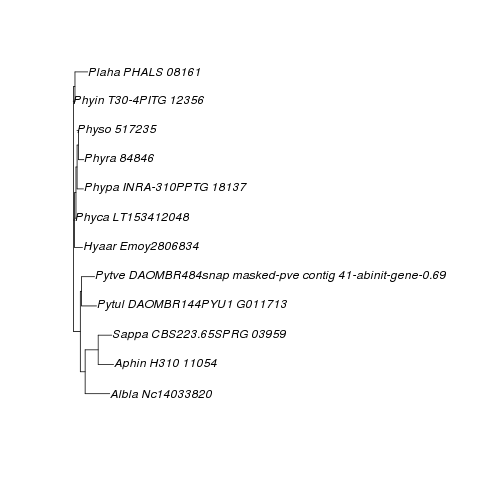 Plaha PHALS 08161
Phyin T30-4PITG 12356
Physo 517235
Phyra 84846
Phypa INRA-310PPTG 18137
Phyca LT153412048
Hyaar Emoy2806834
Pytve DAOMBR484snap masked-pve contig 41-abinit-gene-0.69
Pytul DAOMBR144PYU1 G011713
Sappa CBS223.65SPRG 03959
Aphin H310 11054
Albla Nc14033820